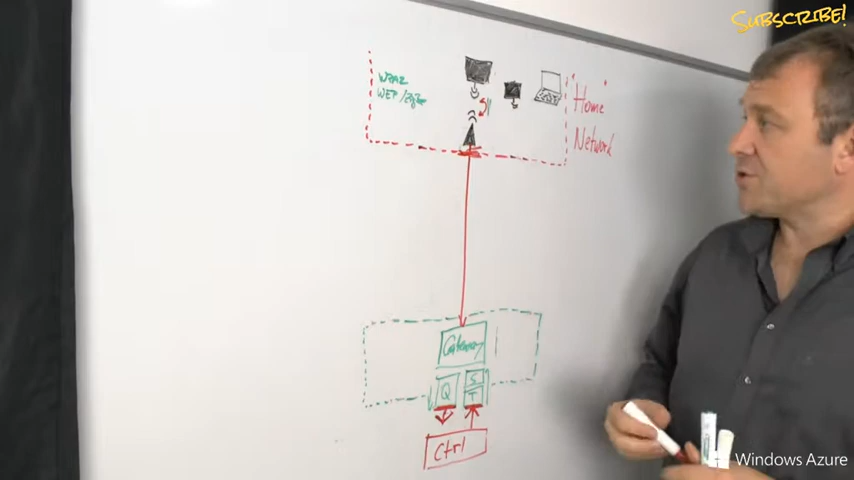 SUBSCRIBE!
WPA2
WEP /
"Home"
Network
Gateway
Q
S
T
Ctrl
Windows Azure